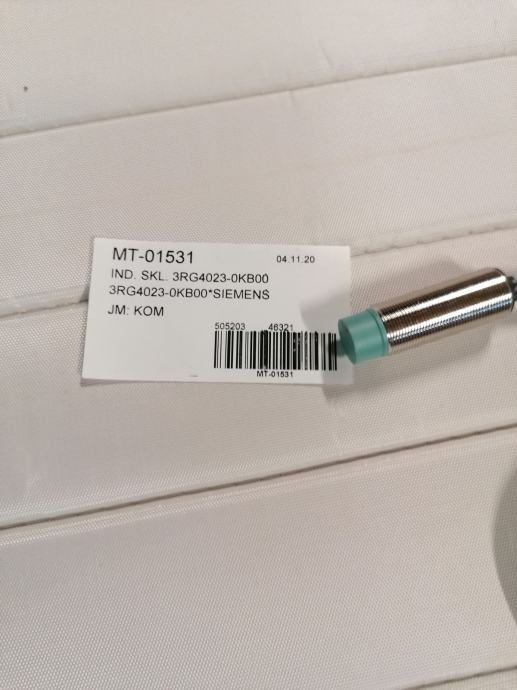 MT-01531
04.11.20
IND. SKL. 3RG4023-0KB00
3RG4023-0KB00*SIEMENS
JM: KOM
505203 46321
MT-01531